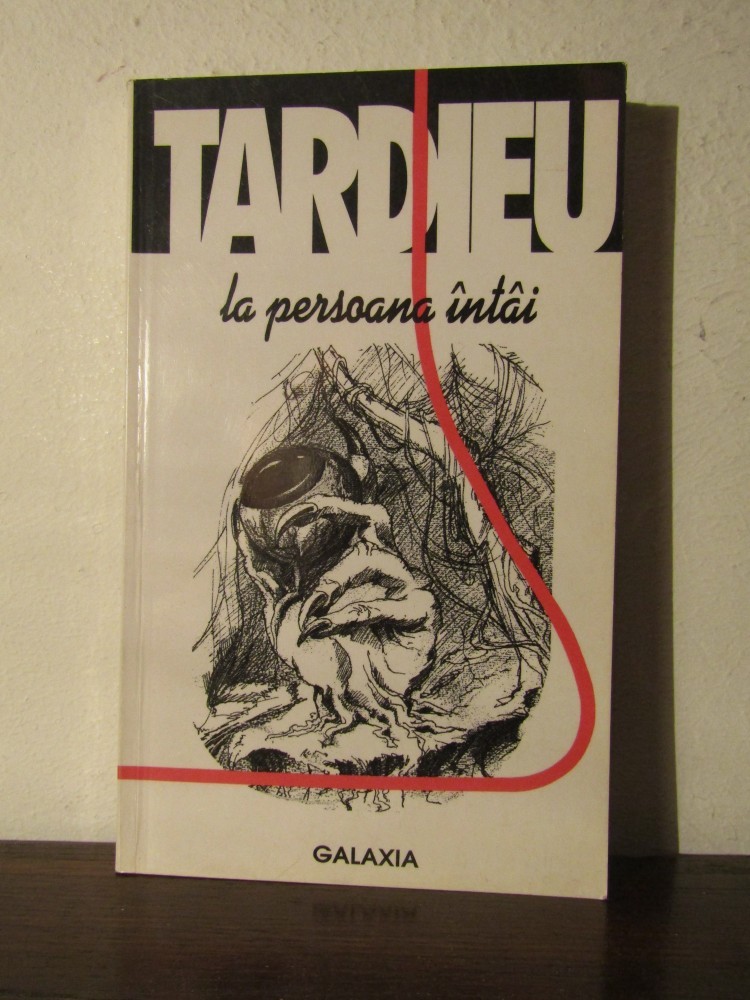 TARDIEU
la persoana întâi
GALAXIA